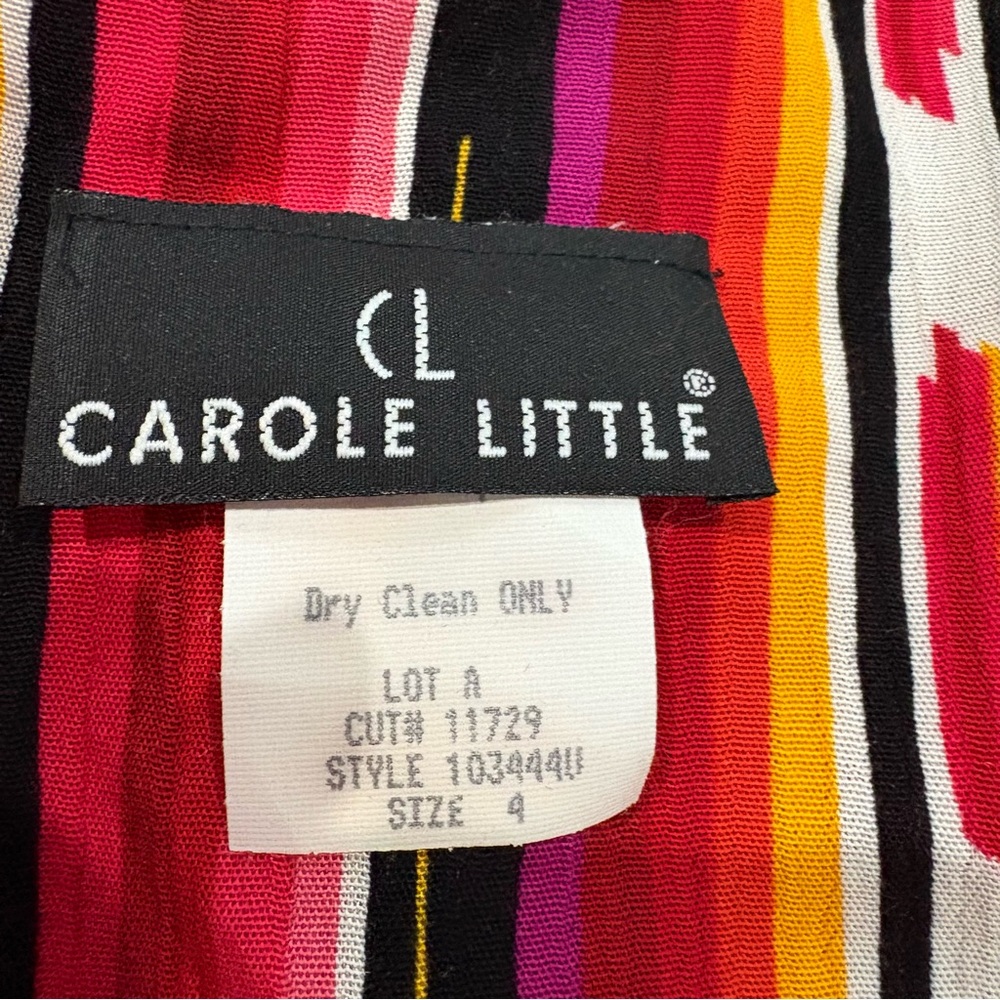 CL
CAROLE LITTLE®
Dry Clean ONLY
LOT A
CUT# 11729
STYLE 103444U
SIZE 4